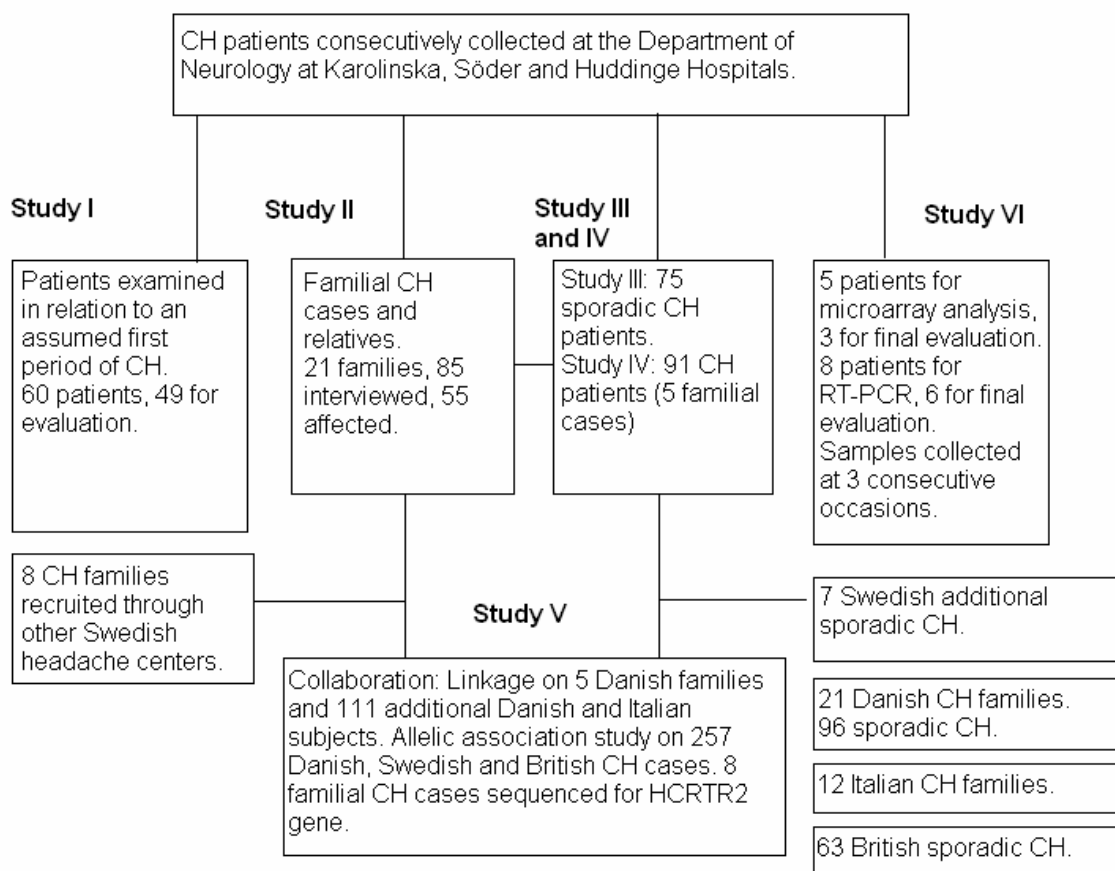 CH patients consecutively collected at the Department of
Neurology at Karolinska, Söder and Huddinge Hospitals.
Study I
Patients examined
in relation to an
assumed first
period of CH.
60 patients, 49 for
evaluation.
Study II
Familial CH
cases and
relatives.
21 families, 85
interviewed, 55
affected.
Study III
and IV
Study III: 75
sporadic CH
patients.
Study IV: 91 CH
patients (5 familial
cases)
Study VI
5 patients for
microarray analysis,
3 for final evaluation.
8 patients for
RT-PCR, 6 for final
evaluation.
Samples collected
at 3 consecutive
occasions.
8 CH families
recruited through
other Swedish
headache centers.
Study V
Collaboration: Linkage on 5 Danish families
and 111 additional Danish and Italian
subjects. Allelic association study on 257
Danish, Swedish and British CH cases. 8
familial CH cases sequenced for HCRTR2
gene.
7 Swedish additional
sporadic CH.
21 Danish CH families.
96 sporadic CH.
12 Italian CH families.
63 British sporadic CH.